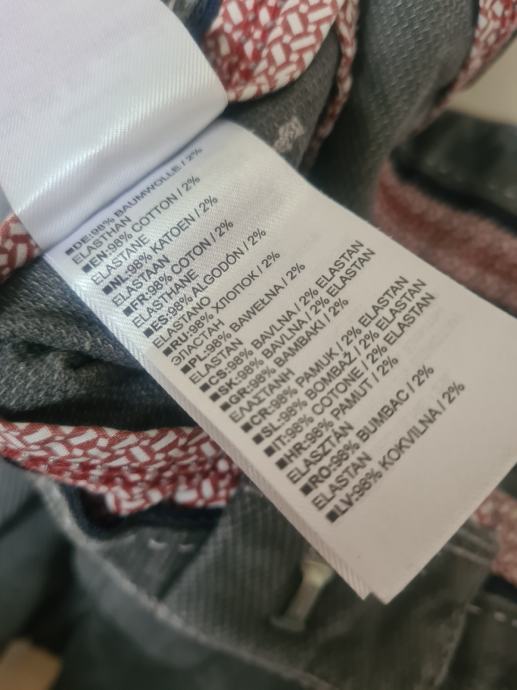 ■DE:98% BAUMWOLLE / 2%
ELASTHAN
■EN:98% COTTON / 2%
ELASTANE
■NL:98% KATOEN / 2%
ELASTAAN
■FR:98% COTON / 2%
ELASTHANE
■ES:98% ALGODÓN / 2%
ELASTANO
■RU:98% ХЛОПОК / 2%
ЭЛАСТАН
■PL:98% BAWEŁNA / 2%
ELASTAN
■CS:98% BAVLNA / 2% ELASTAN
■SK:98% BAVLNA / 2% ELASTAN
■GR:98% ΒΑΜΒΑΚΙ / 2%
ΕΛΑΣΤΑΝΗ
■CR:98% PAMUK / 2% ELASTAN
■SL:98% BOMBAŽ / 2% ELASTAN
■IT:98% COTONE / 2% ELASTAN
■HR:98% PAMUT / 2%
ELASZTÁN
■RO:98% BUMBAC / 2%
ELASTAN
■LV:98% KOKVILNA / 2%